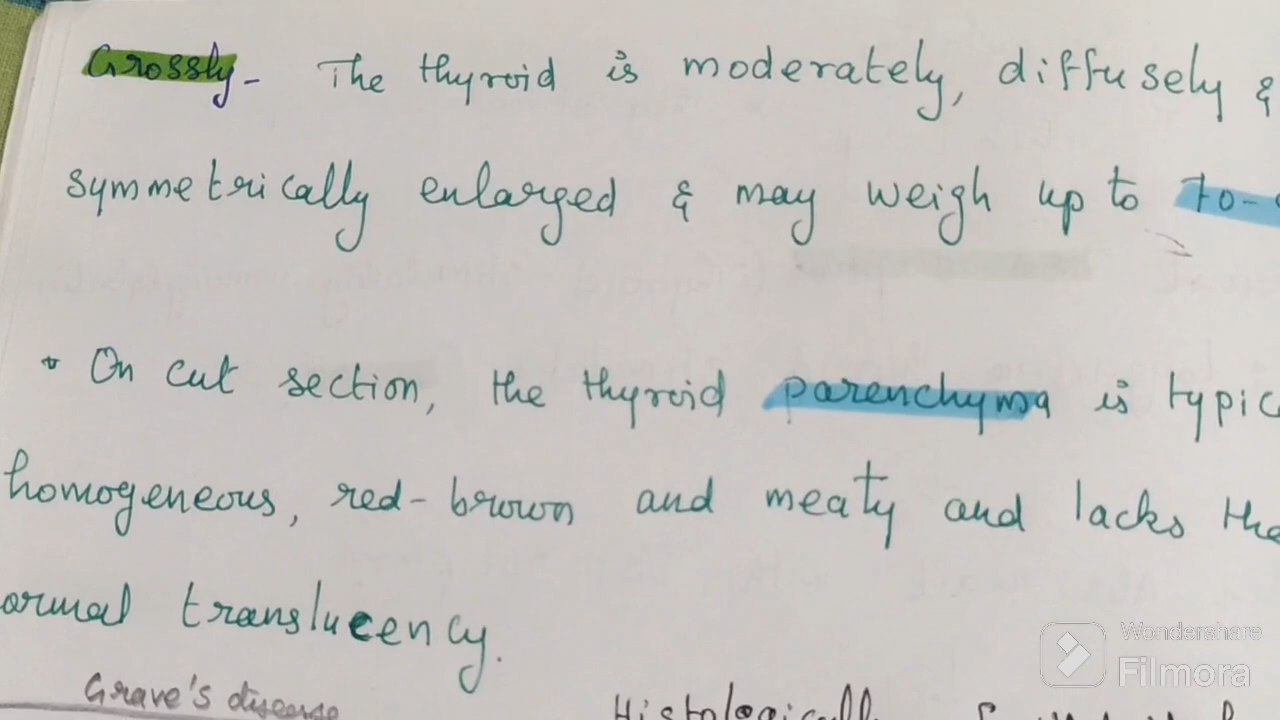 Grossly - The thyroid is moderately, diffusely &
symmetrically enlarged & may weigh up to 70-
* On cut section, the thyroid parenchyma is typic
homogeneous, red-brown and meaty and lacks the
ormal translucency.
Grave's disease
Histologically
Wondershare
Filmora